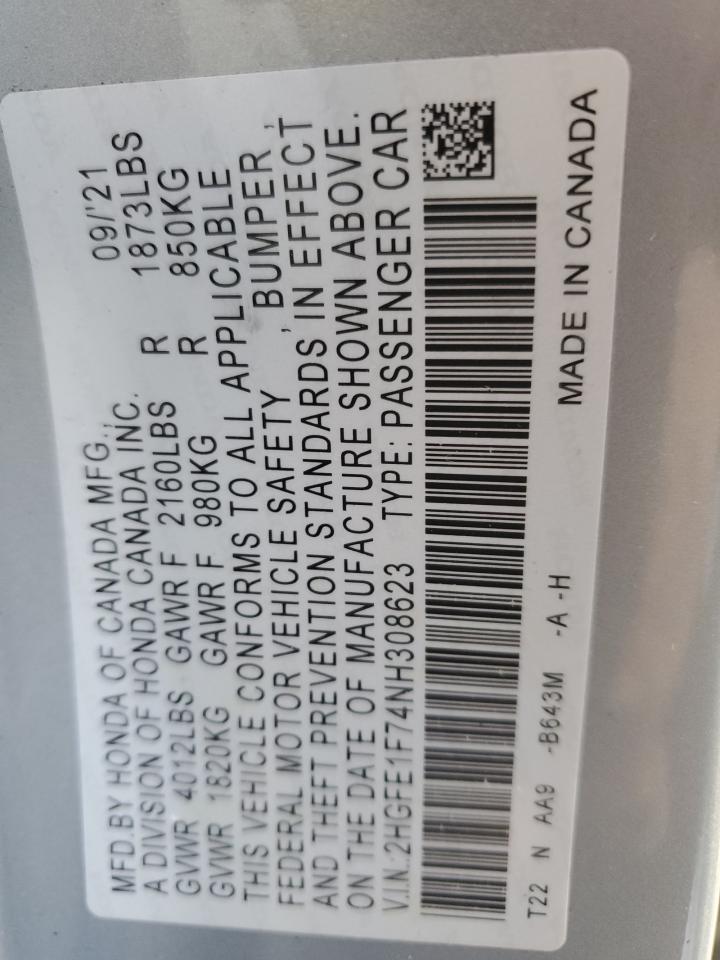 MFD.BY HONDA OF CANADA MFG., 09/'21
A DIVISION OF HONDA CANADA INC.
GVWR 4012LBS GAWR F 2160LBS R 1873LBS
GVWR 1820KG GAWR F 980KG R 850KG
THIS VEHICLE CONFORMS TO ALL APPLICABLE
FEDERAL MOTOR VEHICLE SAFETY , BUMPER ,
AND THEFT PREVENTION STANDARDS IN EFFECT
ON THE DATE OF MANUFACTURE SHOWN ABOVE.
V.I.N.:2HGFE1F74NH308623 TYPE: PASSENGER CAR
T22 N AA9 -B643M -A -H MADE IN CANADA